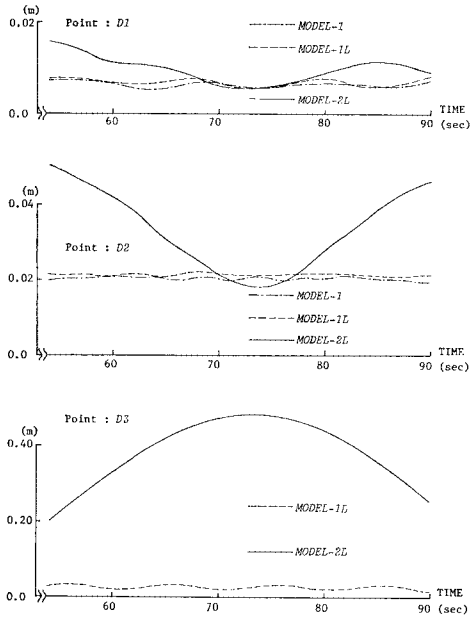 (m)
0.02
Point : D1
MODEL-1
MODEL-1L
MODEL-2L
0.0
60
70
80
90
TIME
(sec)
(m)
0.04
Point : D2
0.02
MODEL-1
MODEL-1L
MODEL-2L
0.0
60
70
80
90
TIME
(sec)
(m)
Point : D3
0.40
MODEL-1L
0.20
MODEL-2L
0.0
60
70
80
90
TIME
(sec)